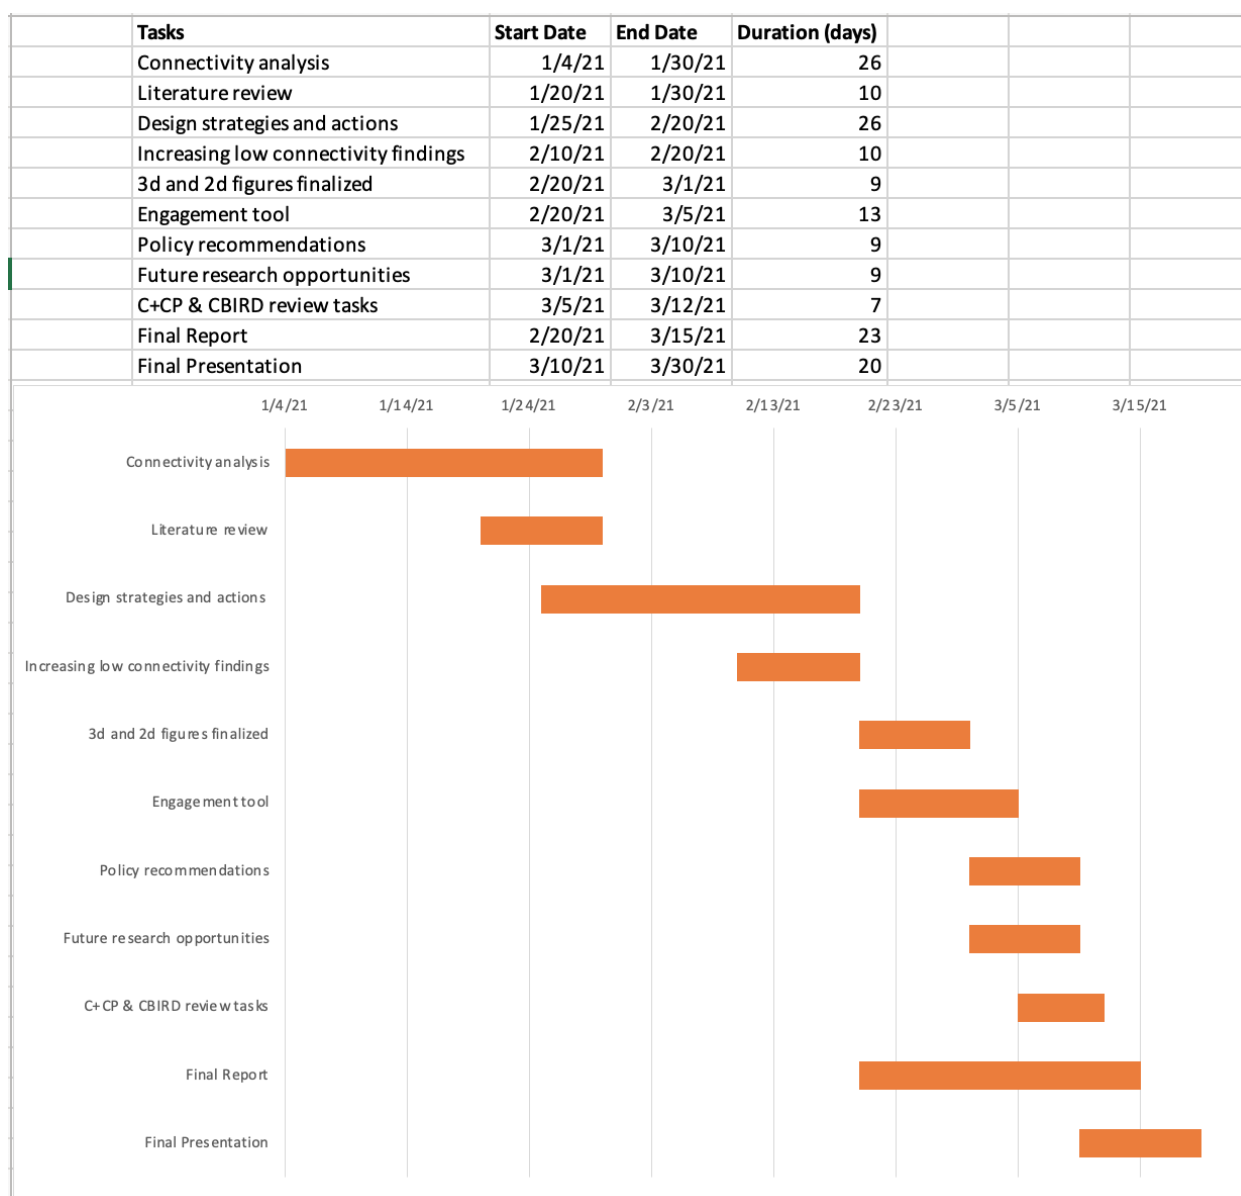 Tasks Start Date End Date Duration (days)
Connectivity analysis 1/4/21 1/30/21 26
Literature review 1/20/21 1/30/21 10
Design strategies and actions 1/25/21 2/20/21 26
Increasing low connectivity findings 2/10/21 2/20/21 10
3d and 2d figures finalized 2/20/21 3/1/21 9
Engagement tool 2/20/21 3/5/21 13
Policy recommendations 3/1/21 3/10/21 9
Future research opportunities 3/1/21 3/10/21 9
C+CP & CBIRD review tasks 3/5/21 3/12/21 7
Final Report 2/20/21 3/15/21 23
Final Presentation 3/10/21 3/30/21 20
1/4/21 1/14/21 1/24/21 2/3/21 2/13/21 2/23/21 3/5/21 3/15/21
Connectivity analysis
Literature review
Design strategies and actions
Increasing low connectivity findings
3d and 2d figures finalized
Engagement tool
Policy recommendations
Future research opportunities
C+CP & CBIRD review tasks
Final Report
Final Presentation